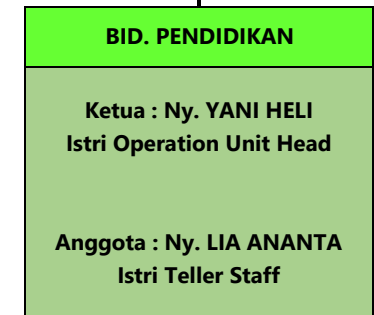 BID. PENDIDIKAN
Ketua : Ny. YANI HELI
Istri Operation Unit Head
Anggota : Ny. LIA ANANTA
Istri Teller Staff